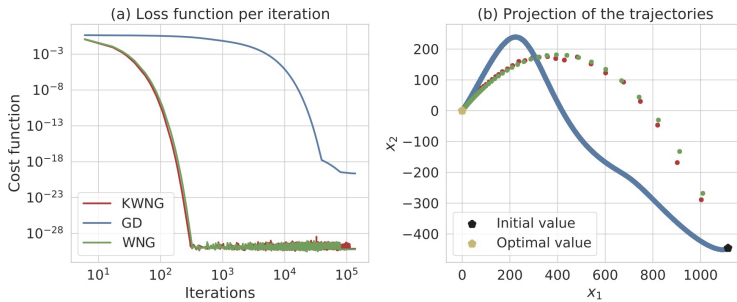 (a) Loss function per iteration
Cost function
10^-3
10^-8
10^-13
10^-18
10^-23
10^-28
KWNG
GD
WNG
10^1
10^2
10^3
10^4
10^5
Iterations
(b) Projection of the trajectories
x_2
200
100
0
−100
−200
−300
−400
Initial value
Optimal value
0
200
400
600
800
1000
x_1